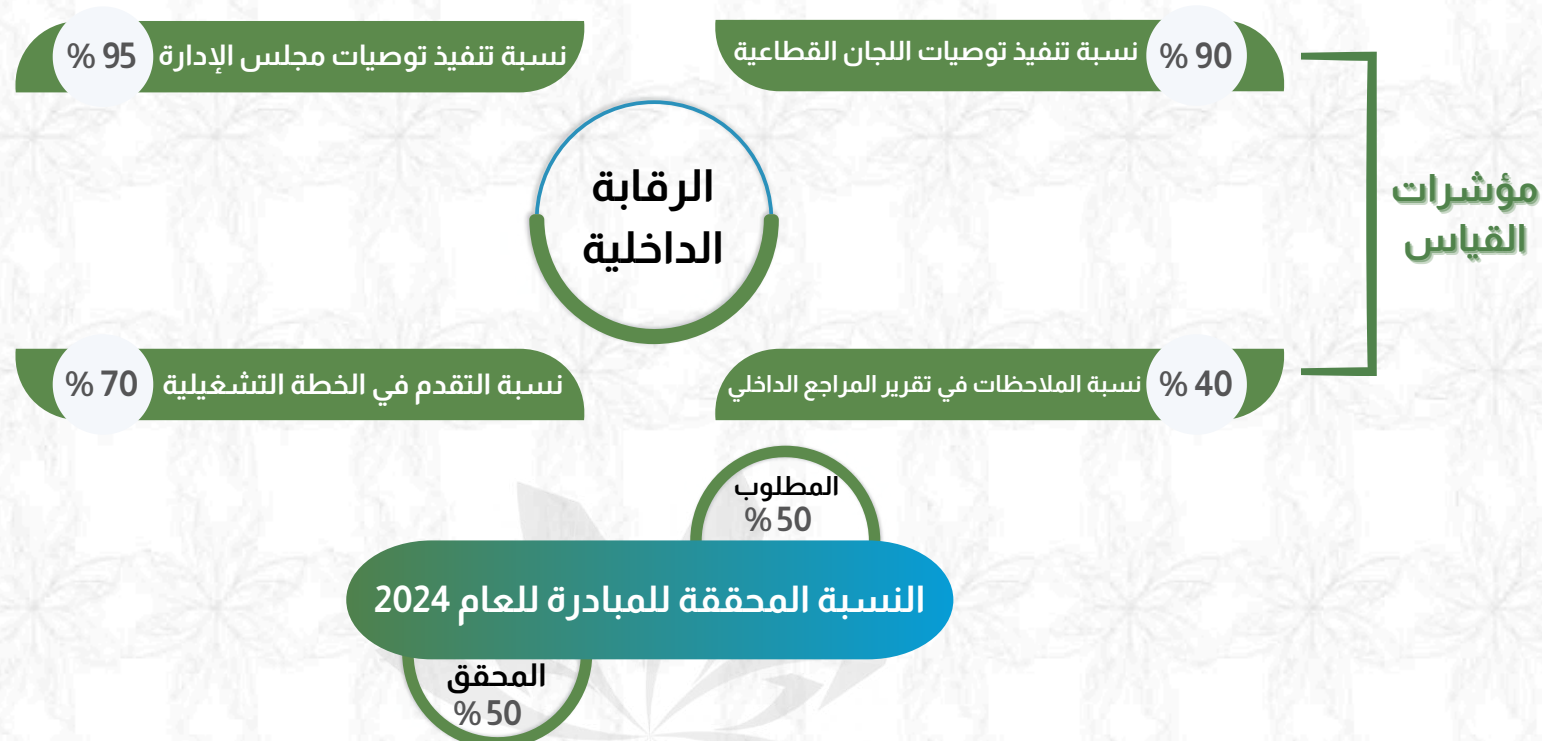 مؤشرات
القياس
% 90 نسبة تنفيذ توصيات اللجان القطاعية
نسبة تنفيذ توصيات مجلس الإدارة % 95
الرقابة
الداخلية
% 40 نسبة الملاحظات في تقرير المراجع الداخلي
نسبة التقدم في الخطة التشغيلية % 70
المطلوب
% 50
النسبة المحققة للمبادرة للعام 2024
المحقق
% 50